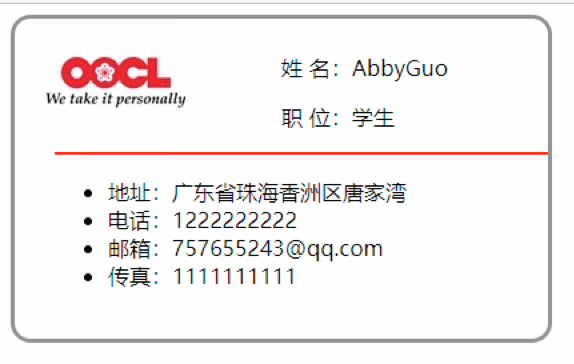 OOCL
We take it personally
姓 名：AbbyGuo
职 位：学生
地址：广东省珠海香洲区唐家湾
电话：1222222222
邮箱：757655243@qq.com
传真：1111111111